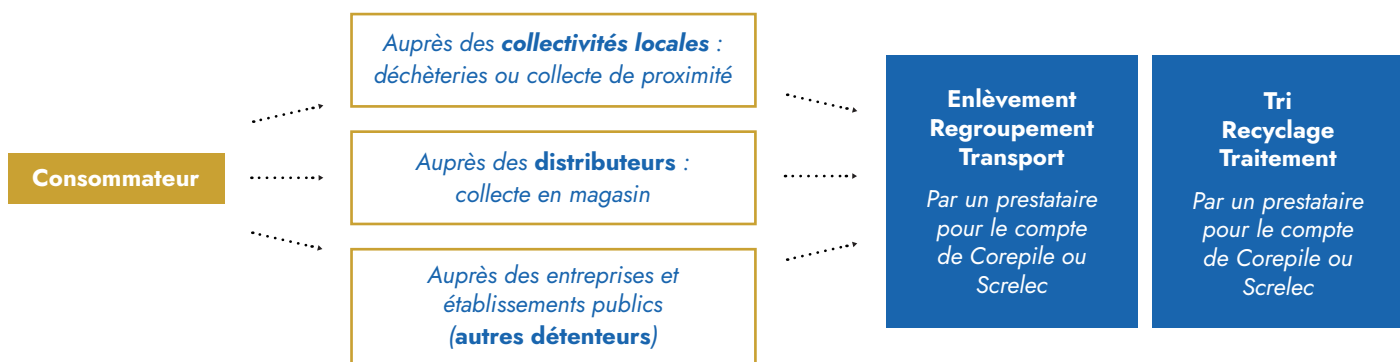 Consommateur
Auprès des collectivités locales :
déchèteries ou collecte de proximité
Auprès des distributeurs :
collecte en magasin
Auprès des entreprises et
établissements publics
(autres détenteurs)
Enlèvement
Regroupement
Transport
Par un prestataire
pour le compte
de Corepile ou
Screlec
Tri
Recyclage
Traitement
Par un prestataire
pour le compte
de Corepile ou
Screlec